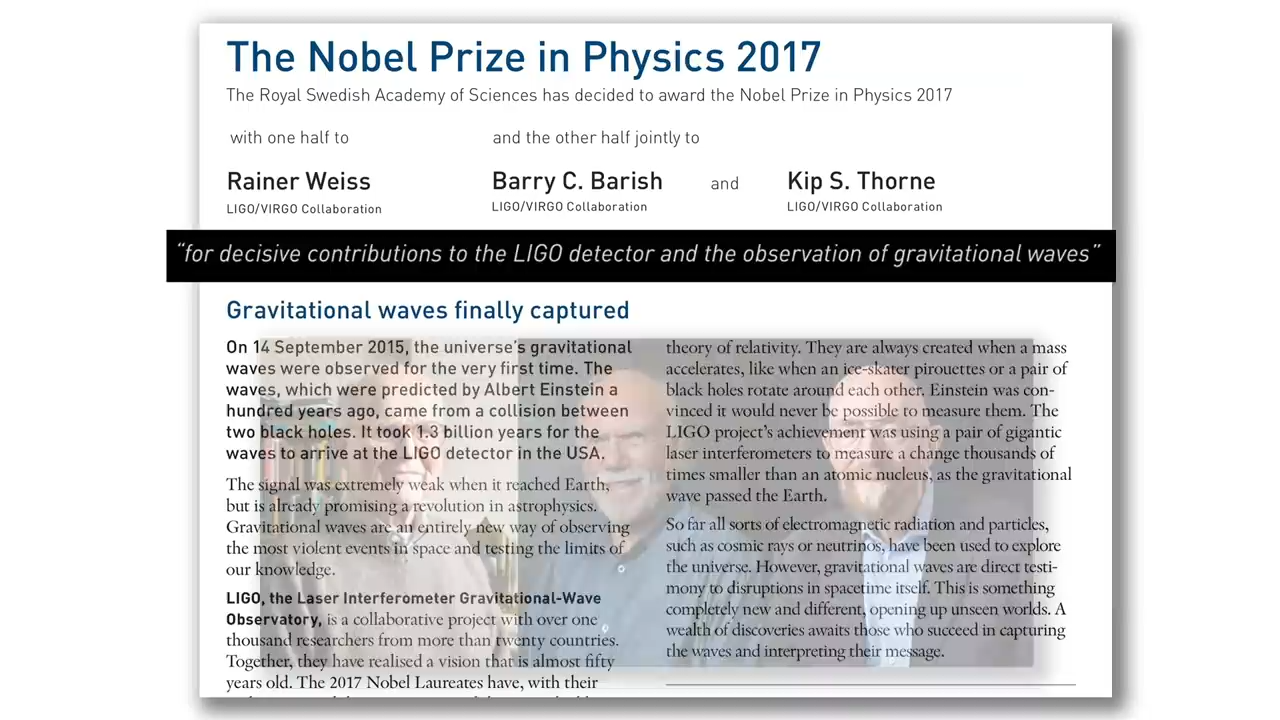 The Nobel Prize in Physics 2017
The Royal Swedish Academy of Sciences has decided to award the Nobel Prize in Physics 2017
with one half to
and the other half jointly to
Rainer Weiss
Barry C. Barish
and
Kip S. Thorne
LIGO/VIRGO Collaboration
LIGO/VIRGO Collaboration
LIGO/VIRGO Collaboration
“for decisive contributions to the LIGO detector and the observation of gravitational waves”
Gravitational waves finally captured
On 14 September 2015, the universe’s gravitational
waves were observed for the very first time. The
waves, which were predicted by Albert Einstein a
hundred years ago, came from a collision between
two black holes. It took 1.3 billion years for the
waves to arrive at the LIGO detector in the USA.
The signal was extremely weak when it reached Earth,
but is already promising a revolution in astrophysics.
Gravitational waves are an entirely new way of observing
the most violent events in space and testing the limits of
our knowledge.
LIGO, the Laser Interferometer Gravitational-Wave
Observatory, is a collaborative project with over one
thousand researchers from more than twenty countries.
Together, they have realised a vision that is almost fifty
years old. The 2017 Nobel Laureates have, with their
theory of relativity. They are always created when a mass
accelerates, like when an ice-skater pirouettes or a pair of
black holes rotate around each other. Einstein was con-
vinced it would never be possible to measure them. The
LIGO project’s achievement was using a pair of gigantic
laser interferometers to measure a change thousands of
times smaller than an atomic nucleus, as the gravitational
wave passed the Earth.
So far all sorts of electromagnetic radiation and particles,
such as cosmic rays or neutrinos, have been used to explore
the universe. However, gravitational waves are direct testi-
mony to disruptions in spacetime itself. This is something
completely new and different, opening up unseen worlds. A
wealth of discoveries awaits those who succeed in capturing
the waves and interpreting their message.